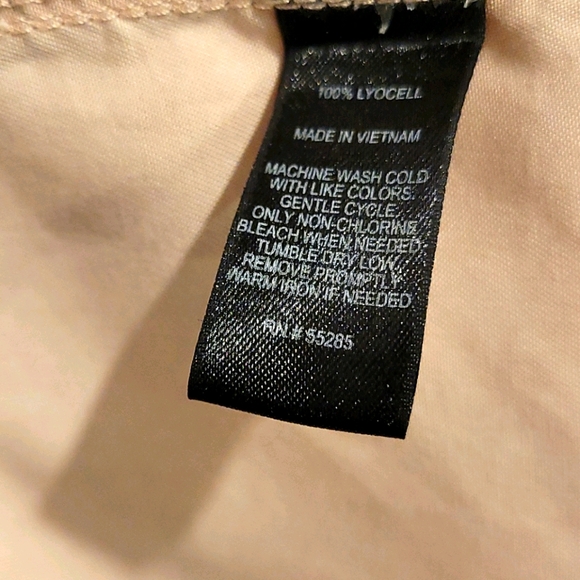 100% LYOCELL
MADE IN VIETNAM
MACHINE WASH COLD
WITH LIKE COLORS.
GENTLE CYCLE.
ONLY NON-CHLORINE
BLEACH WHEN NEEDED
TUMBLE DRY LOW.
REMOVE PROMPTLY
WARM IRON IF NEEDED
RN # 55285